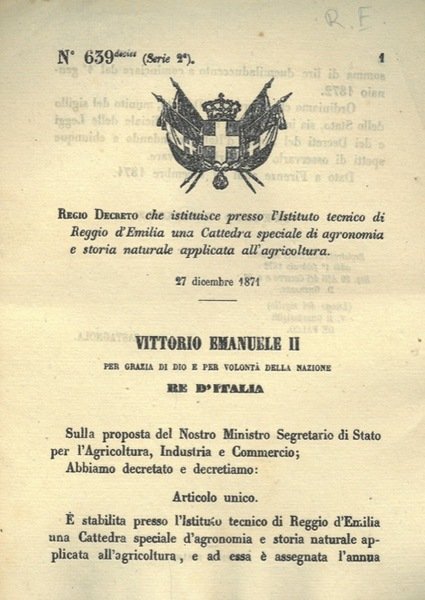 R. E.
N° 639decies (Serie 2ª). 1
REGIO DECRETO che istituisce presso l'Istituto tecnico di
Reggio d'Emilia una Cattedra speciale di agronomia
e storia naturale applicata all'agricoltura.
27 dicembre 1871
VITTORIO EMANUELE II
PER GRAZIA DI DIO E PER VOLONTÀ DELLA NAZIONE
RE D'ITALIA
Sulla proposta del Nostro Ministro Segretario di Stato
per l'Agricoltura, Industria e Commercio;
Abbiamo decretato e decretiamo:
Articolo unico.
È stabilita presso l'Istituto tecnico di Reggio d'Emilia
una Cattedra speciale d'agronomia e storia naturale ap-
plicata all'agricoltura, e ad essa è assegnata l'annua